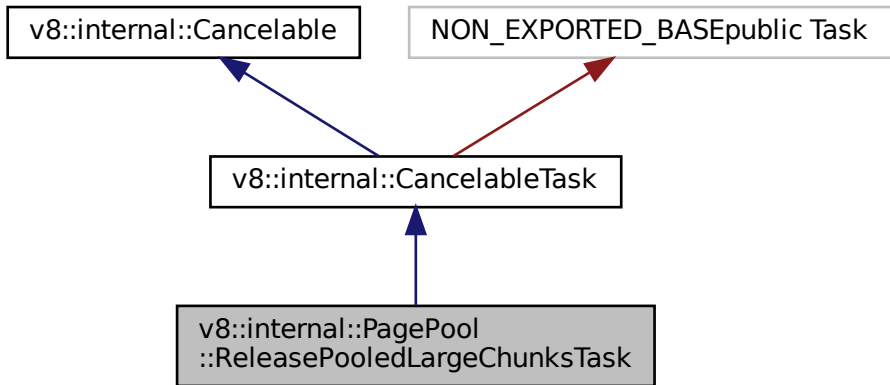 v8::internal::Cancelable
NON_EXPORTED_BASEpublic Task
v8::internal::CancelableTask
v8::internal::PagePool
::ReleasePooledLargeChunksTask